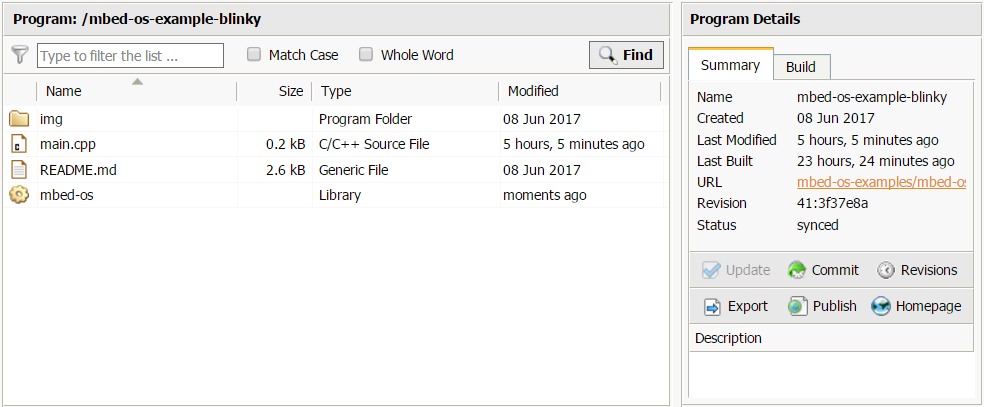 Program: /mbed-os-example-blinky
Type to filter the list ... Match Case Whole Word Find
Name Size Type Modified
img Program Folder 08 Jun 2017
main.cpp 0.2 kB C/C++ Source File 5 hours, 5 minutes ago
README.md 2.6 kB Generic File 08 Jun 2017
mbed-os Library moments ago
Program Details
Summary Build
Name mbed-os-example-blinky
Created 08 Jun 2017
Last Modified 5 hours, 5 minutes ago
Last Built 23 hours, 24 minutes ago
URL mbed-os-examples/mbed-os
Revision 41:3f37e8a
Status synced
Update Commit Revisions
Export Publish Homepage
Description